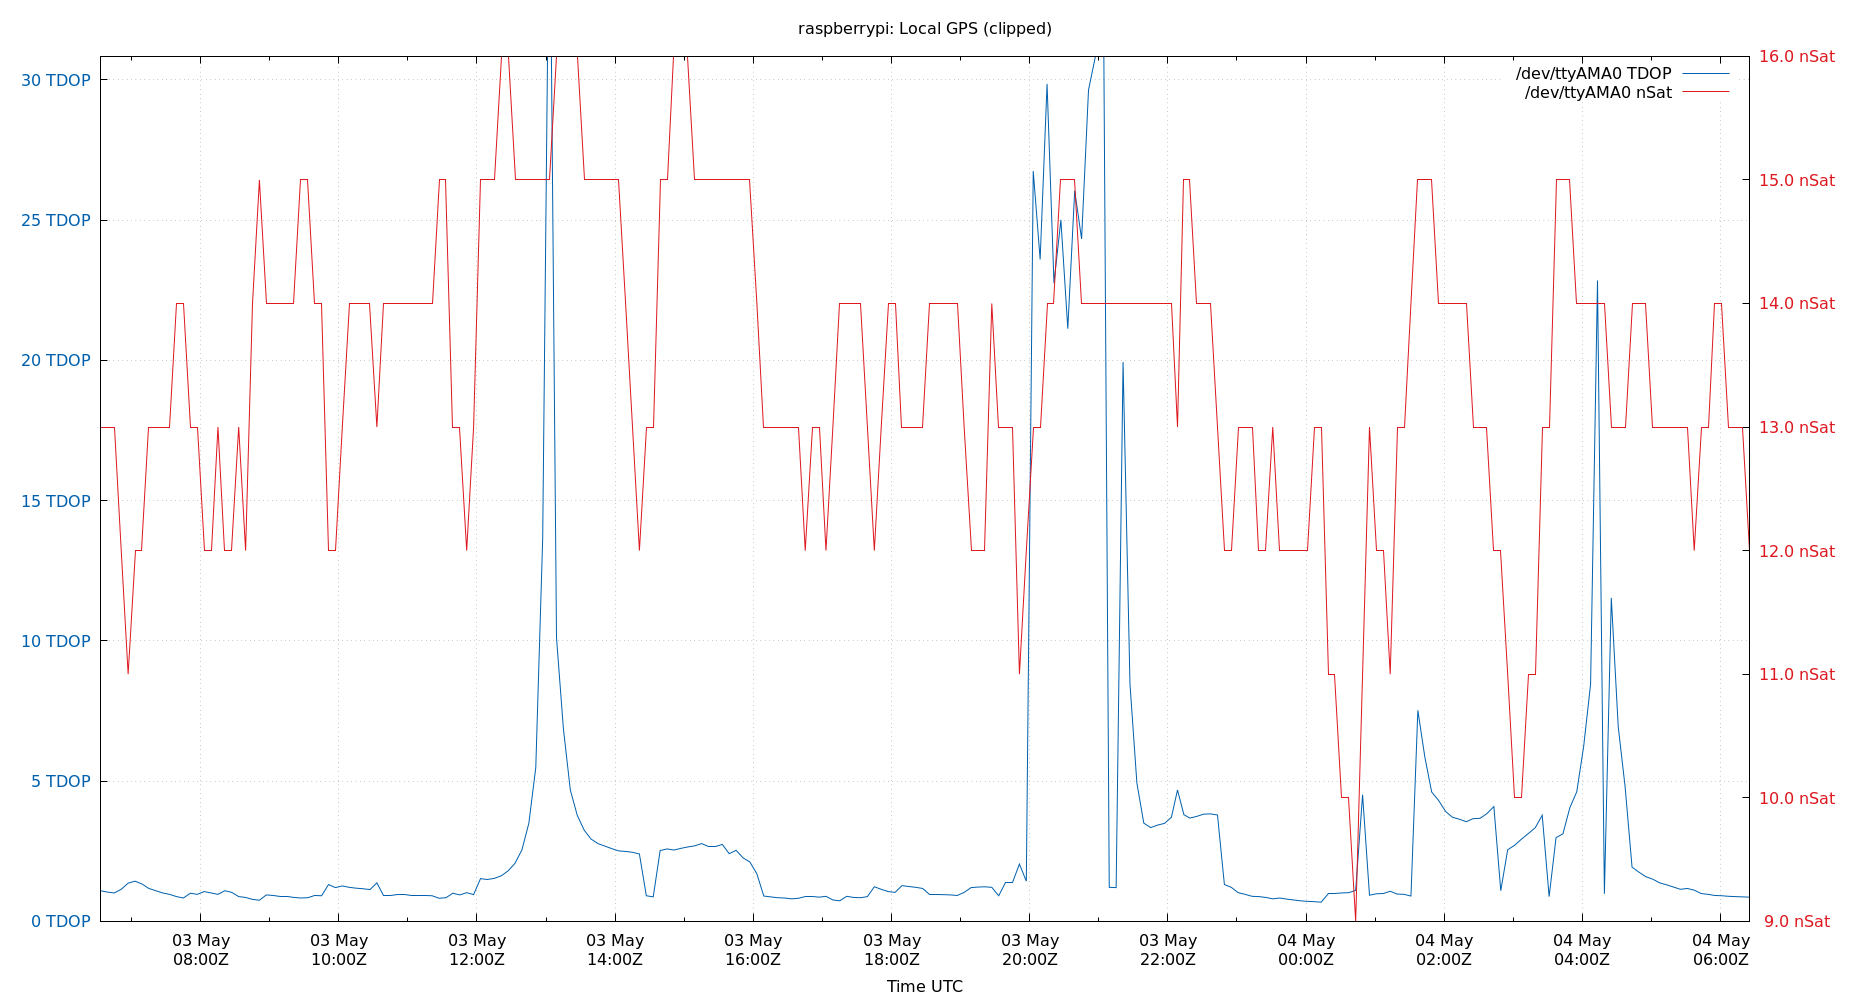 raspberrypi: Local GPS (clipped)
/dev/ttyAMA0 TDOP
/dev/ttyAMA0 nSat
30 TDOP
25 TDOP
20 TDOP
15 TDOP
10 TDOP
5 TDOP
0 TDOP
16.0 nSat
15.0 nSat
14.0 nSat
13.0 nSat
12.0 nSat
11.0 nSat
10.0 nSat
9.0 nSat
03 May
08:00Z
03 May
10:00Z
03 May
12:00Z
03 May
14:00Z
03 May
16:00Z
03 May
18:00Z
03 May
20:00Z
03 May
22:00Z
04 May
00:00Z
04 May
02:00Z
04 May
04:00Z
04 May
06:00Z
Time UTC